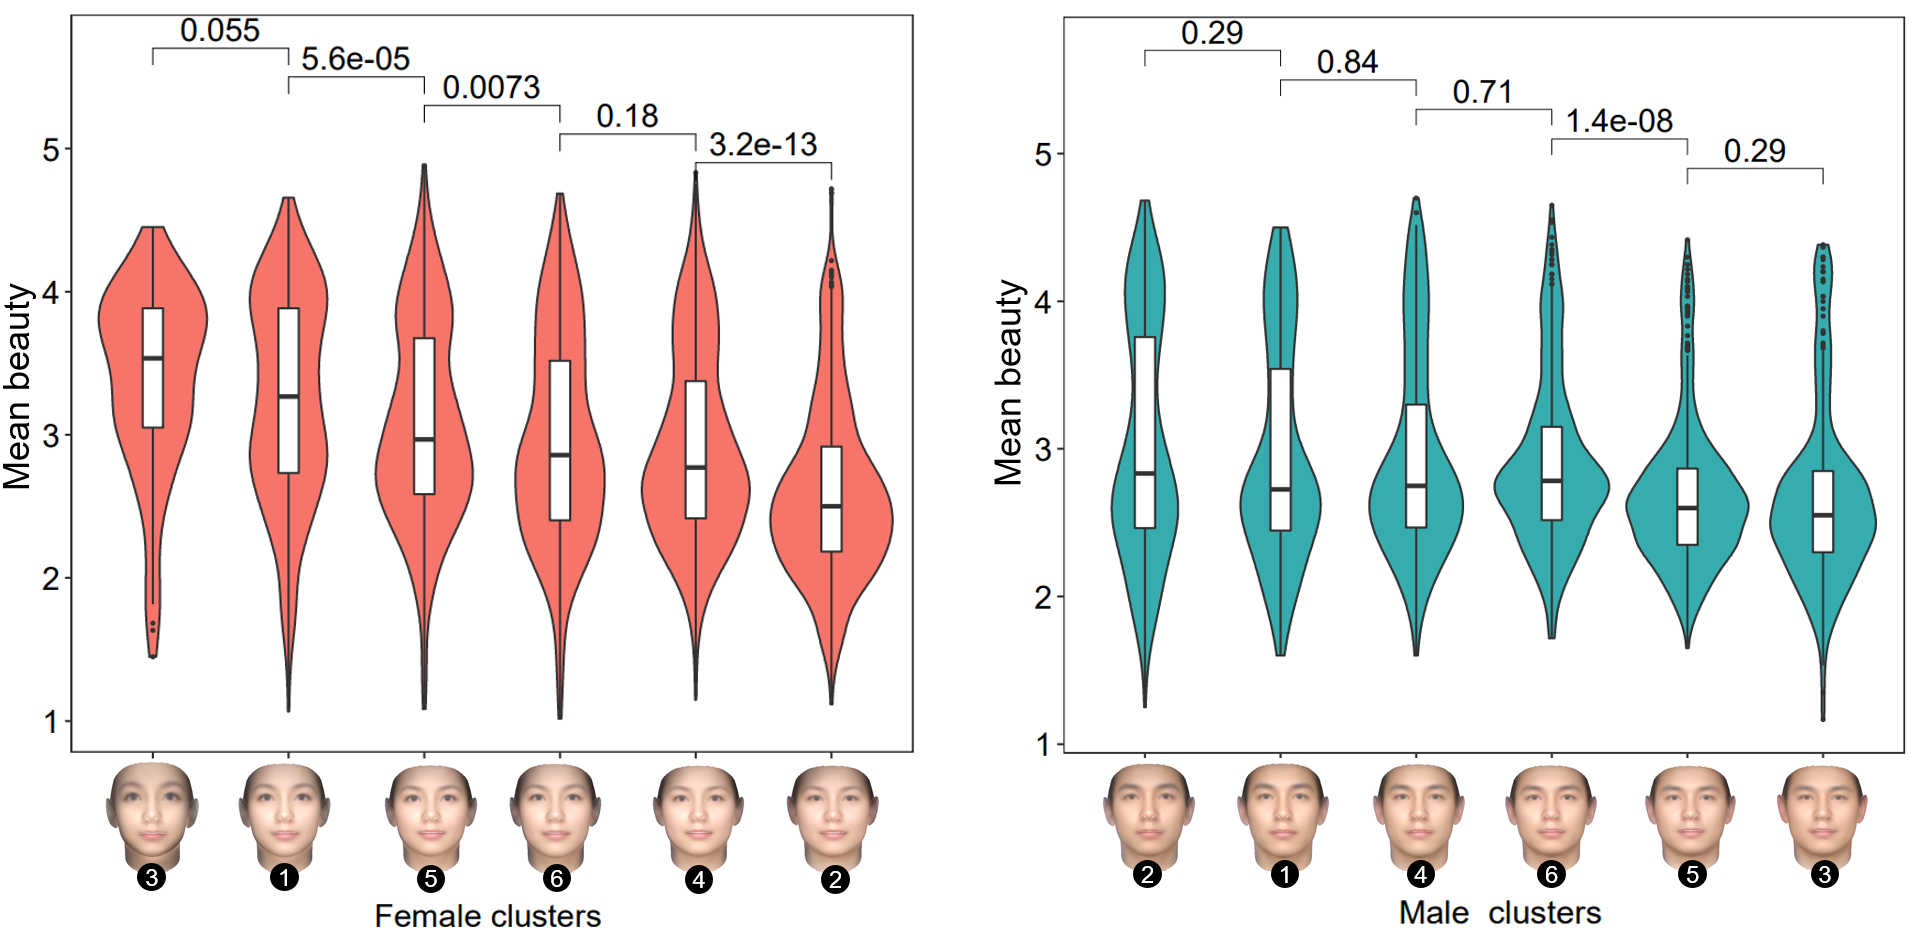 0.055
5.6e-05
0.0073
0.18
3.2e-13
5
4
3
2
1
Mean beauty
3 1 5 6 4 2
Female clusters
0.29
0.84
0.71
1.4e-08
0.29
5
4
3
2
1
Mean beauty
2 1 4 6 5 3
Male clusters